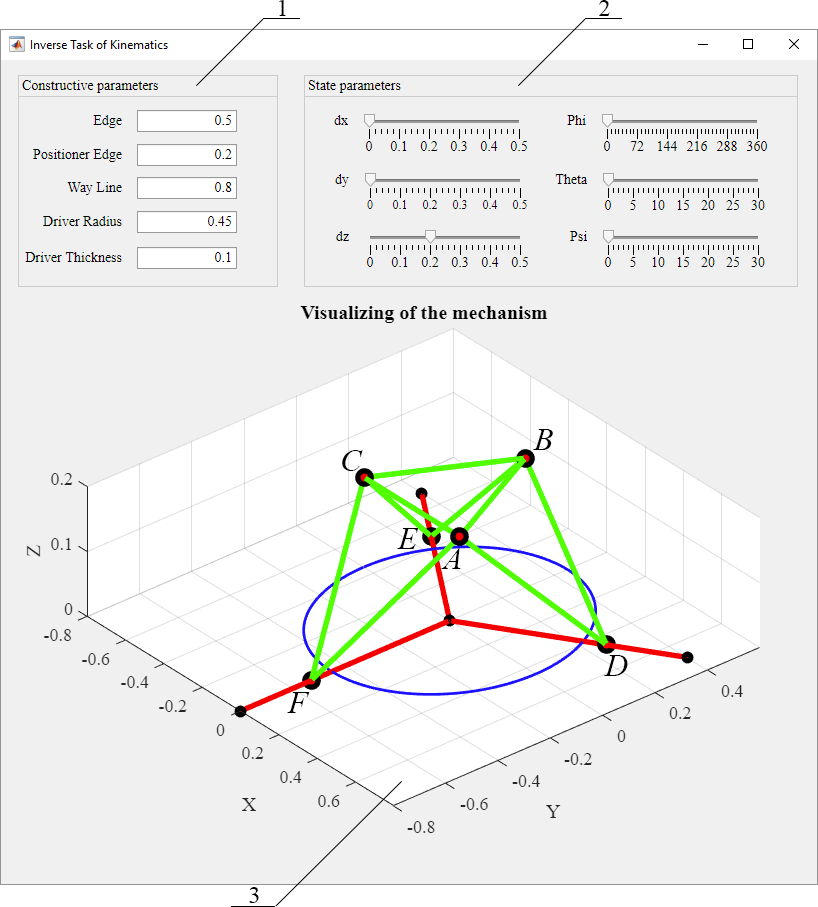 1 2
Inverse Task of Kinematics
Constructive parameters
Edge 0.5
Positioner Edge 0.2
Way Line 0.8
Driver Radius 0.45
Driver Thickness 0.1
State parameters
dx
0 0.1 0.2 0.3 0.4 0.5
Phi
0 72 144 216 288 360
dy
0 0.1 0.2 0.3 0.4 0.5
Theta
0 5 10 15 20 25 30
dz
0 0.1 0.2 0.3 0.4 0.5
Psi
0 5 10 15 20 25 30
Visualizing of the mechanism
B
C
E
A
D
F
Z
0.2
0.1
0
-0.8
-0.6
-0.4
-0.2
0
0.2
0.4
0.6
X
-0.8
-0.6
-0.4
-0.2
0
0.2
0.4
Y
3